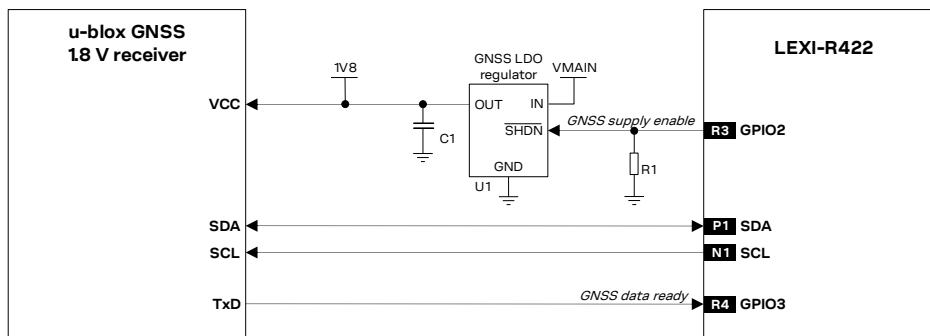 u-blox GNSS
1.8 V receiver
LEXI-R422
GNSS LDO
regulator
1V8
VMAIN
VCC
OUT
IN
GNSS supply enable
R3 GPIO2
SHDN
C1
GND
R1
U1
SDA
P1 SDA
SCL
N1 SCL
TxD
GNSS data ready
R4 GPIO3